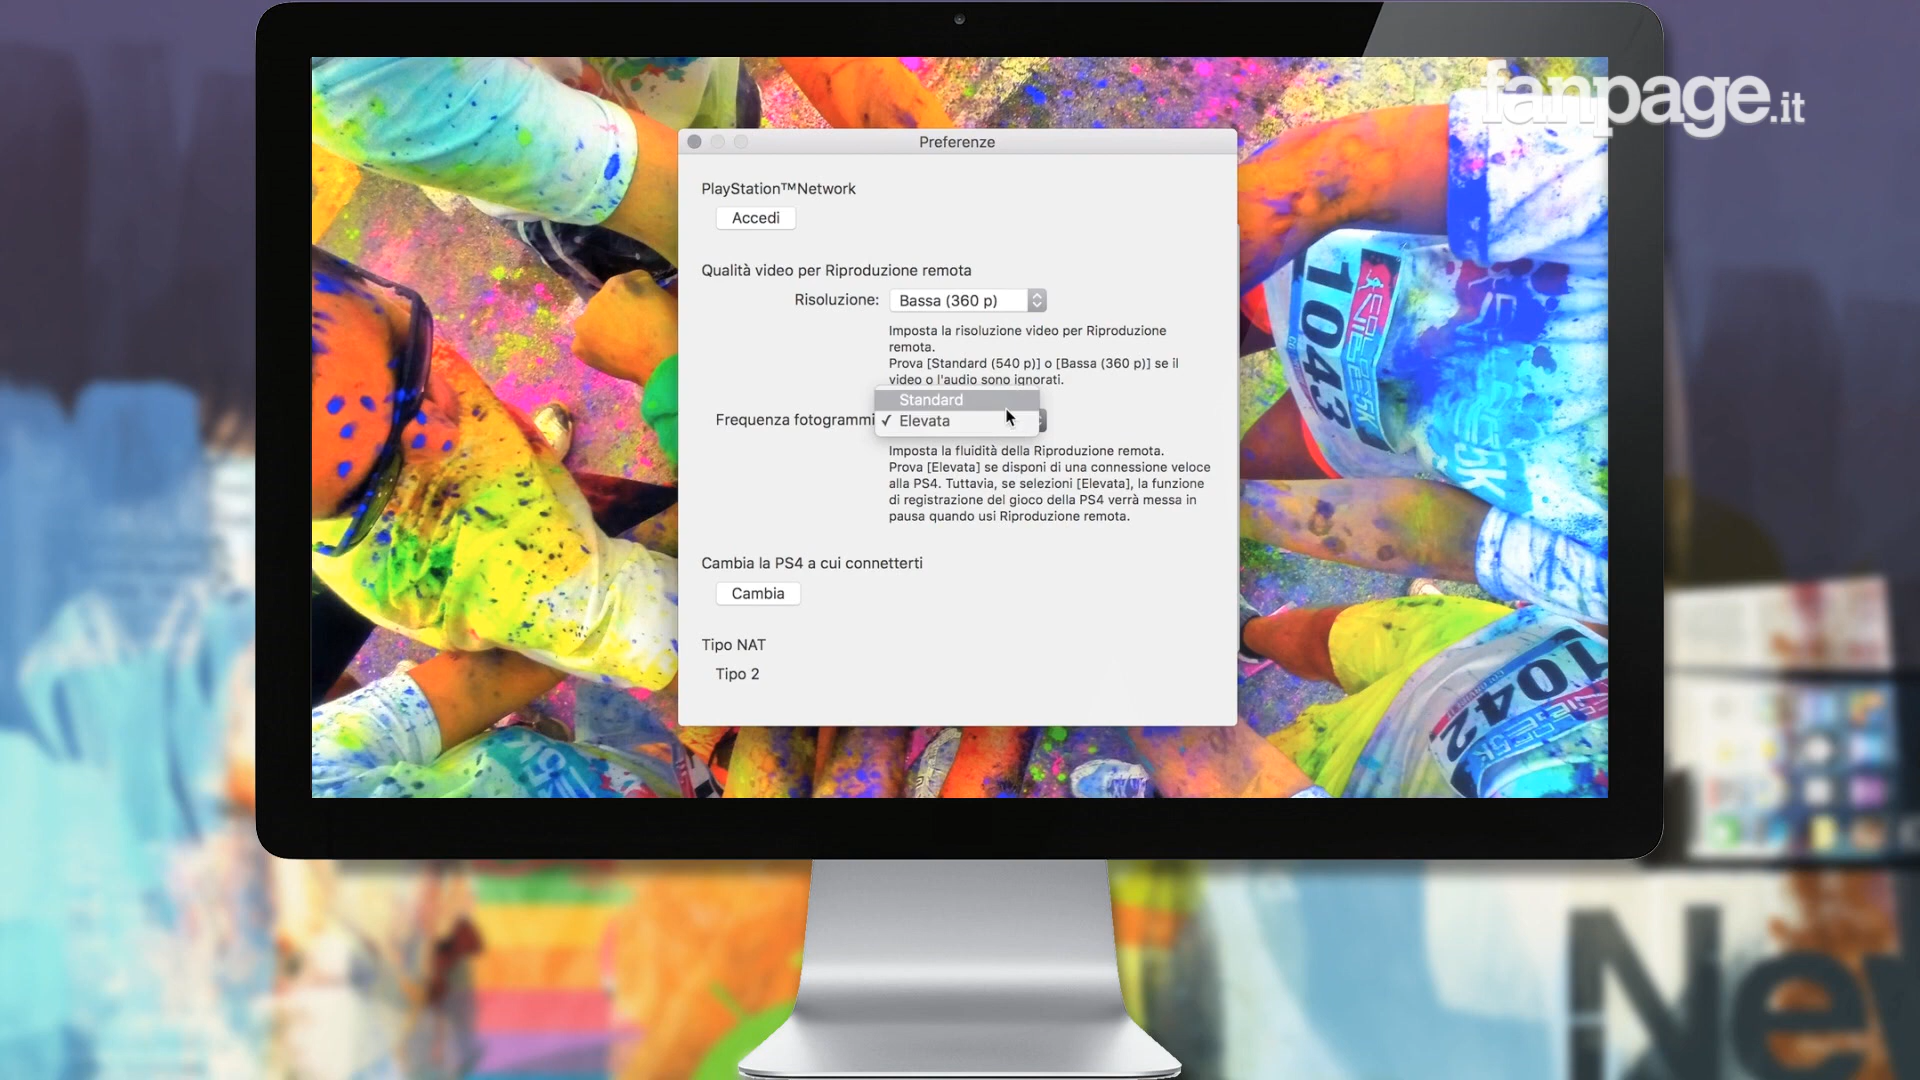 fanpage.it
Preferenze
PlayStation™Network
Accedi
Qualità video per Riproduzione remota
Risoluzione: Bassa (360 p)
Imposta la risoluzione video per Riproduzione
remota.
Prova [Standard (540 p)] o [Bassa (360 p)] se il
video o l'audio sono ignorati.
Standard
Frequenza fotogrammi ✓ Elevata
Imposta la fluidità della Riproduzione remota.
Prova [Elevata] se disponi di una connessione veloce
alla PS4. Tuttavia, se selezioni [Elevata], la funzione
di registrazione del gioco della PS4 verrà messa in
pausa quando usi Riproduzione remota.
Cambia la PS4 a cui connetterti
Cambia
Tipo NAT
Tipo 2
1043
1042